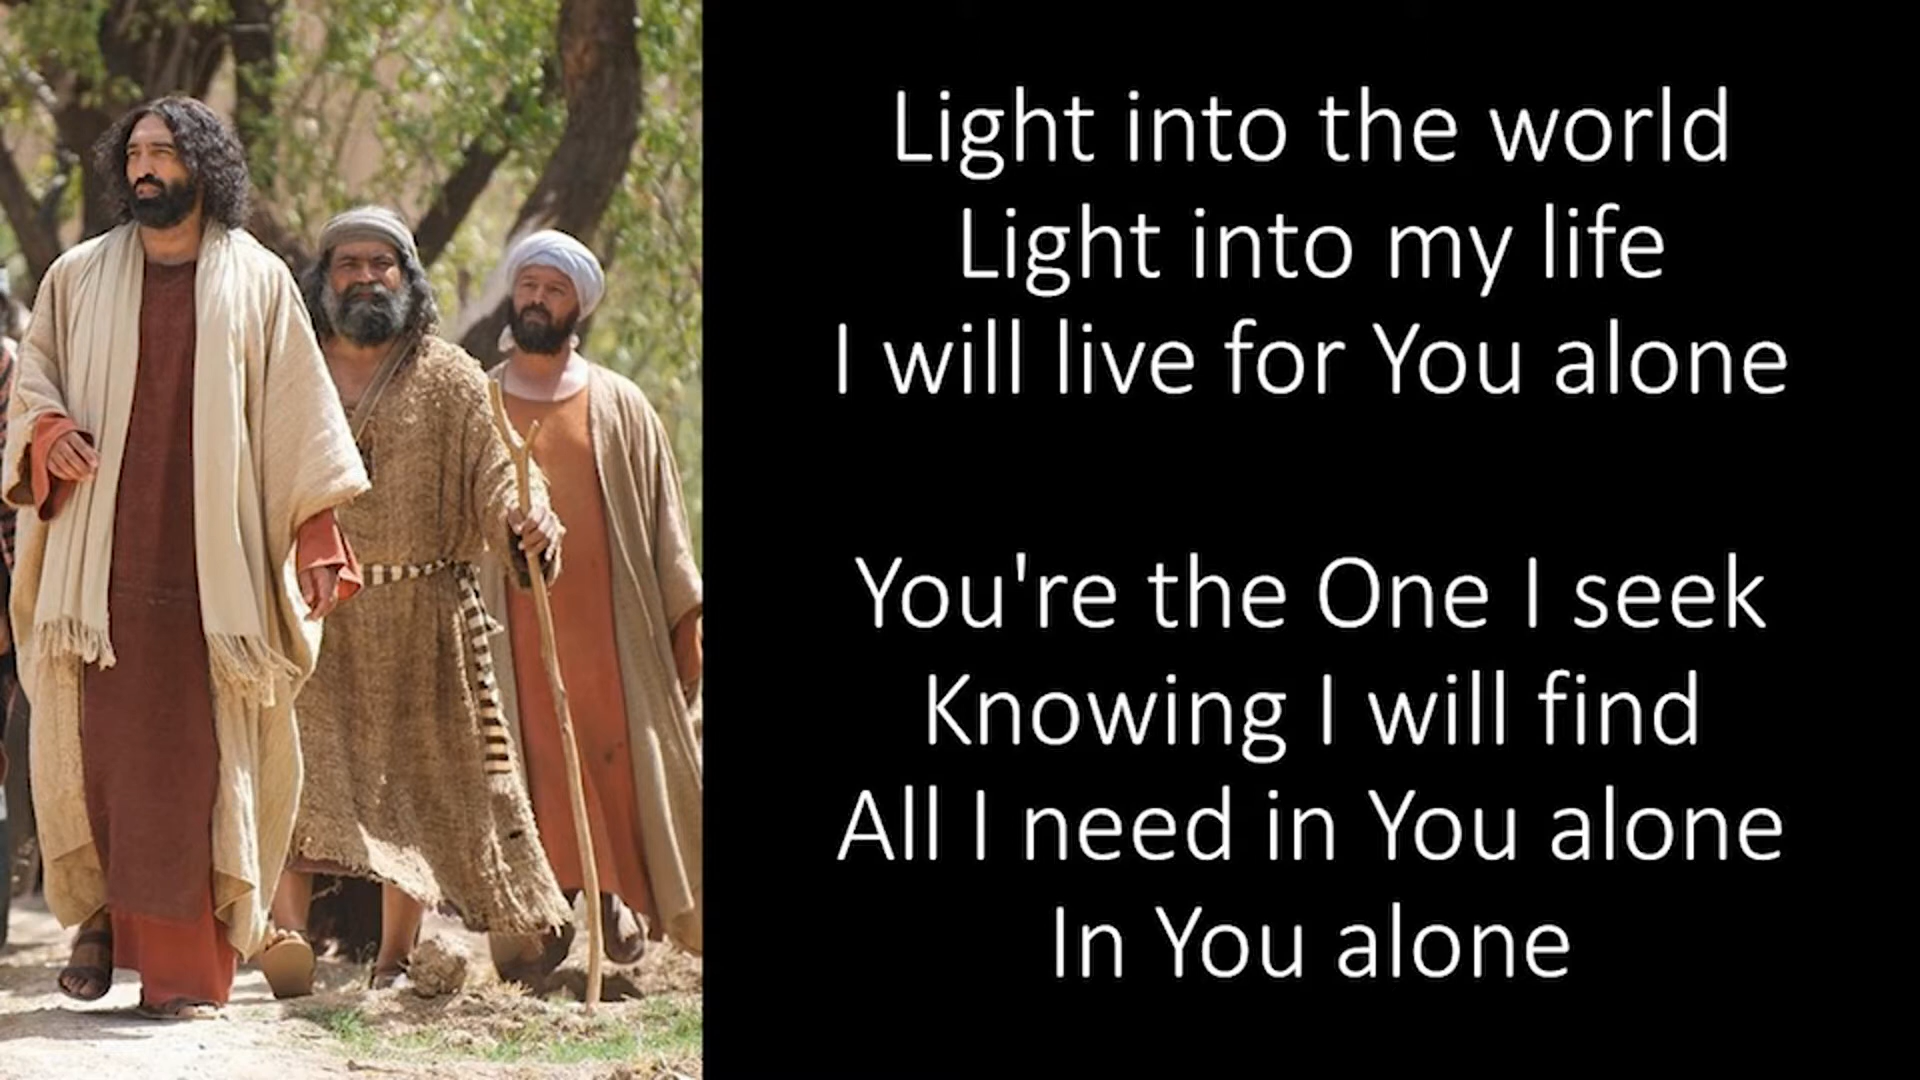 Light into the world
Light into my life
I will live for You alone
You're the One I seek
Knowing I will find
All I need in You alone
In You alone